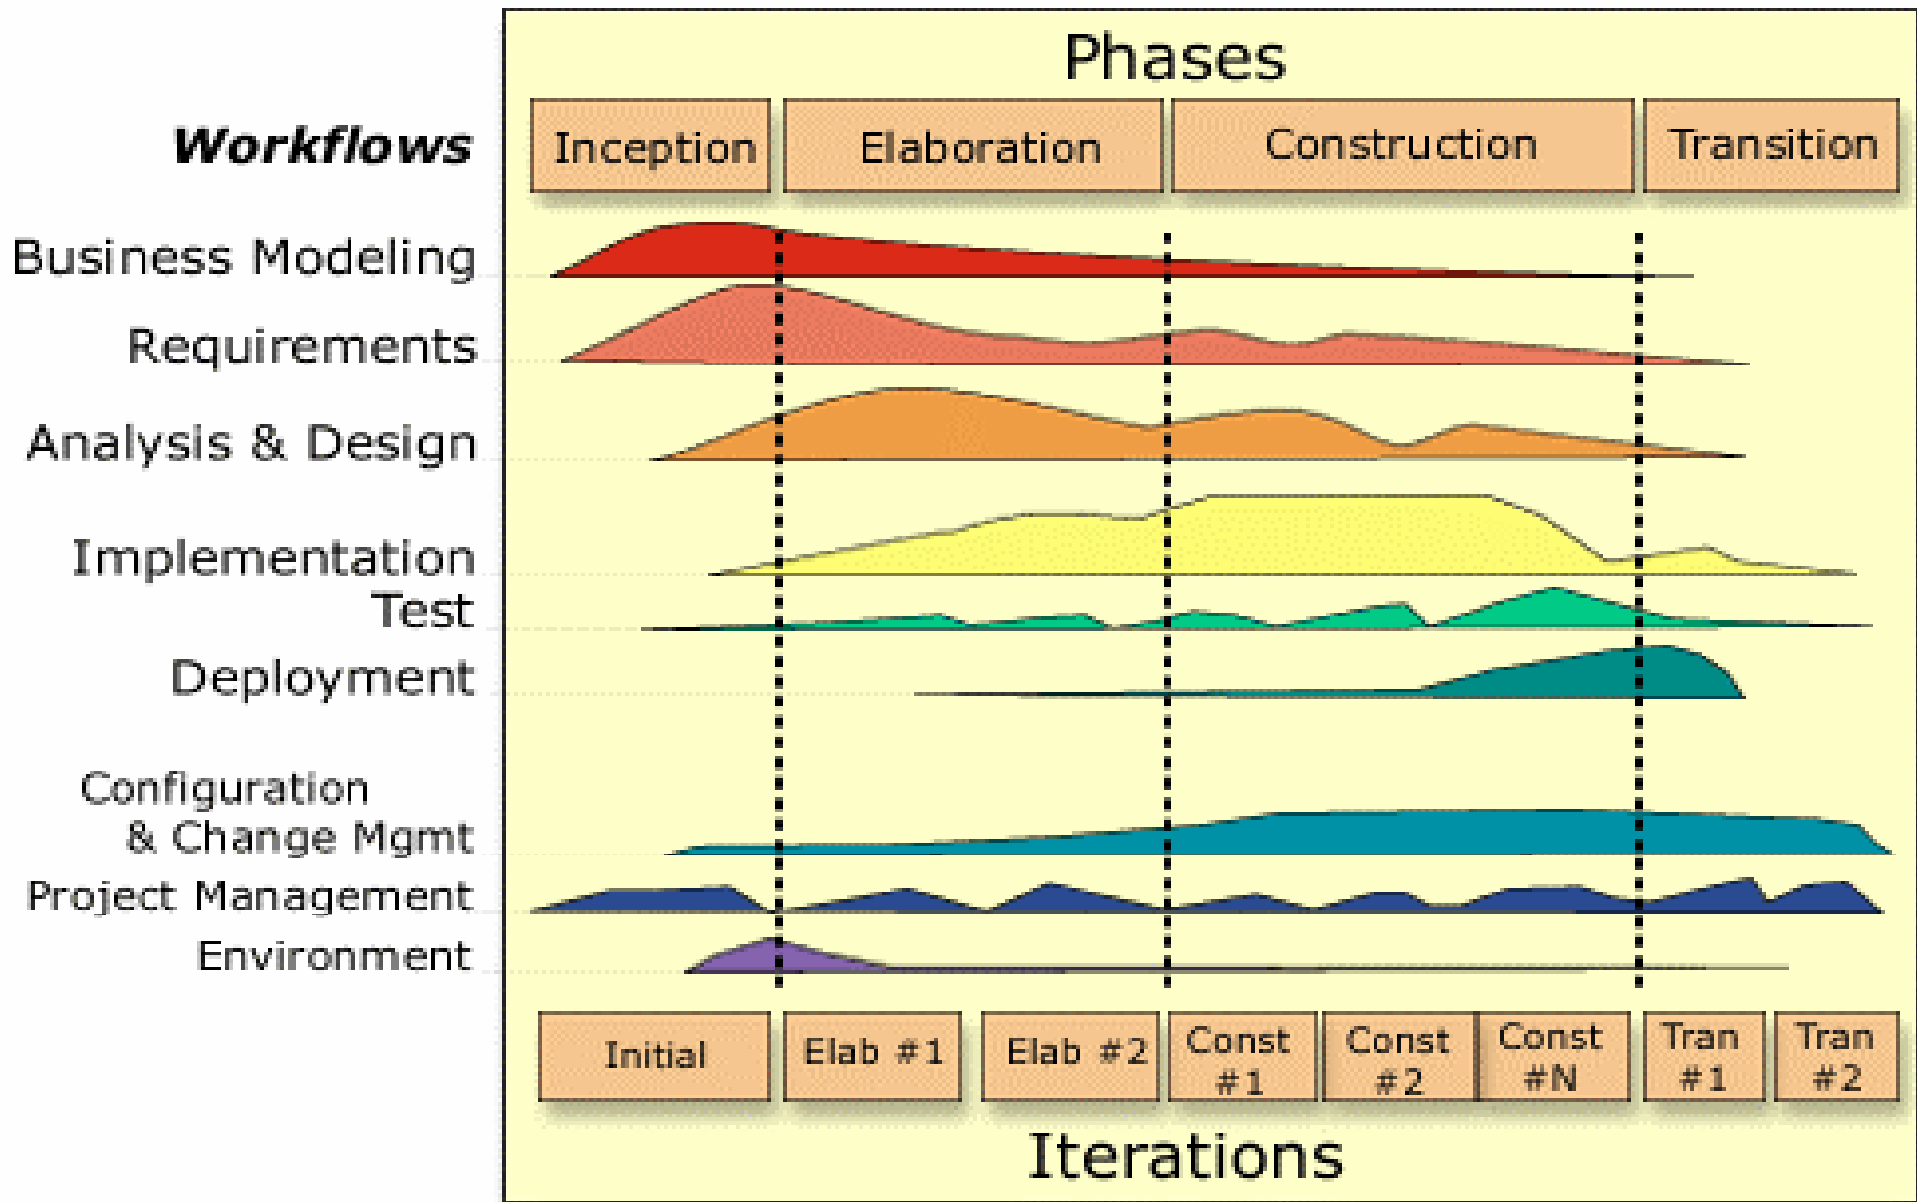 Phases
Workflows
Inception
Elaboration
Construction
Transition
Business Modeling
Requirements
Analysis & Design
Implementation
Test
Deployment
Configuration
& Change Mgmt
Project Management
Environment
Initial
Elab #1
Elab #2
Const
#1
Const
#2
Const
#N
Tran
#1
Tran
#2
Iterations